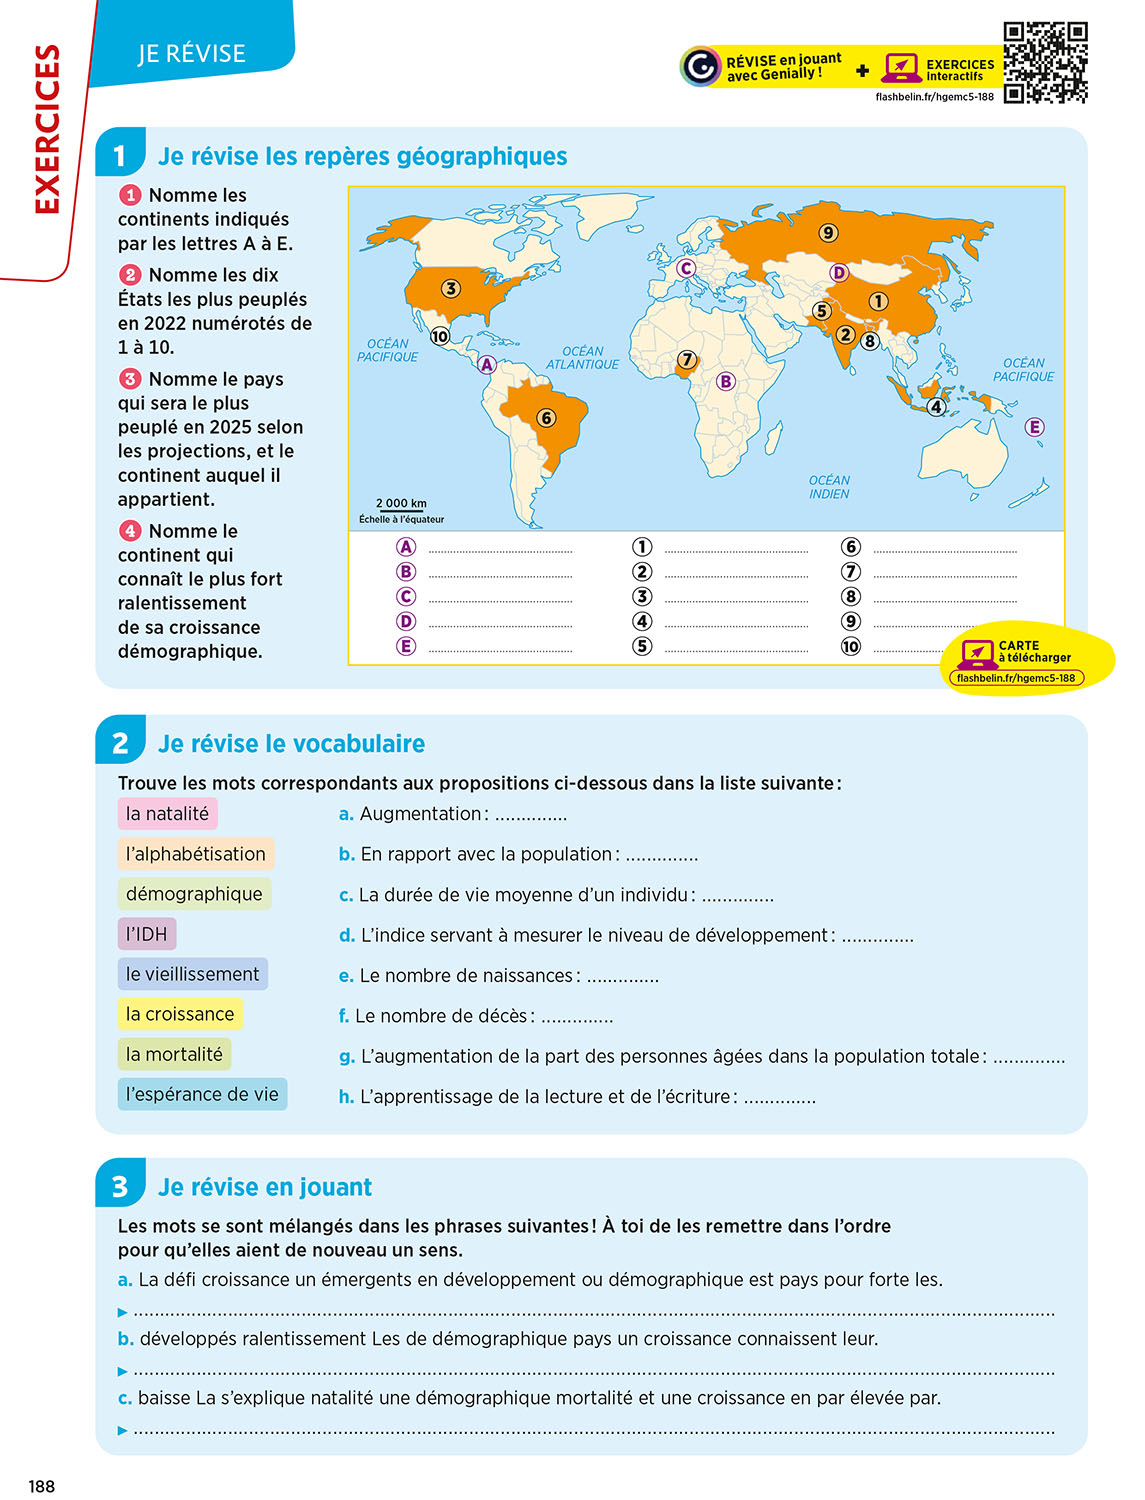 EXERCICES
JE RÉVISE
RÉVISE en jouant
avec Genially !
+
EXERCICES
Interactifs
flashbelin.fr/hgemc5-188
1 Je révise les repères géographiques
1 Nomme les
continents indiqués
par les lettres A à E.
2 Nomme les dix
États les plus peuplés
en 2022 numérotés de
1 à 10.
3 Nomme le pays
qui sera le plus
peuplé en 2025 selon
les projections, et le
continent auquel il
appartient.
4 Nomme le
continent qui
connaît le plus fort
ralentissement
de sa croissance
démographique.
9
C
D
3
1
5
10
2
8
OCÉAN
PACIFIQUE
OCÉAN
ATLANTIQUE
A
7
B
OCÉAN
PACIFIQUE
6
4
E
OCÉAN
INDIEN
2 000 km
Échelle à l'équateur
A ..............................
1 ..............................
6 ..............................
B ..............................
2 ..............................
7 ..............................
C ..............................
3 ..............................
8 ..............................
D ..............................
4 ..............................
9 ..............................
E ..............................
5 ..............................
10 ..............................
CARTE
à télécharger
flashbelin.fr/hgemc5-188
2 Je révise le vocabulaire
Trouve les mots correspondants aux propositions ci-dessous dans la liste suivante :
la natalité
a. Augmentation : ..............
l'alphabétisation
b. En rapport avec la population : ..............
démographique
c. La durée de vie moyenne d'un individu : ..............
l'IDH
d. L'indice servant à mesurer le niveau de développement : ..............
le vieillissement
e. Le nombre de naissances : ..............
la croissance
f. Le nombre de décès : ..............
la mortalité
g. L'augmentation de la part des personnes âgées dans la population totale : ..............
l'espérance de vie
h. L'apprentissage de la lecture et de l'écriture : ..............
3 Je révise en jouant
Les mots se sont mélangés dans les phrases suivantes ! À toi de les remettre dans l'ordre
pour qu'elles aient de nouveau un sens.
a. La défi croissance un émergents en développement ou démographique est pays pour forte les.
▶ ..............................
b. développés ralentissement Les de démographique pays un croissance connaissent leur.
▶ ..............................
c. baisse La s'explique natalité une démographique mortalité et une croissance en par élevée par.
▶ ..............................
188